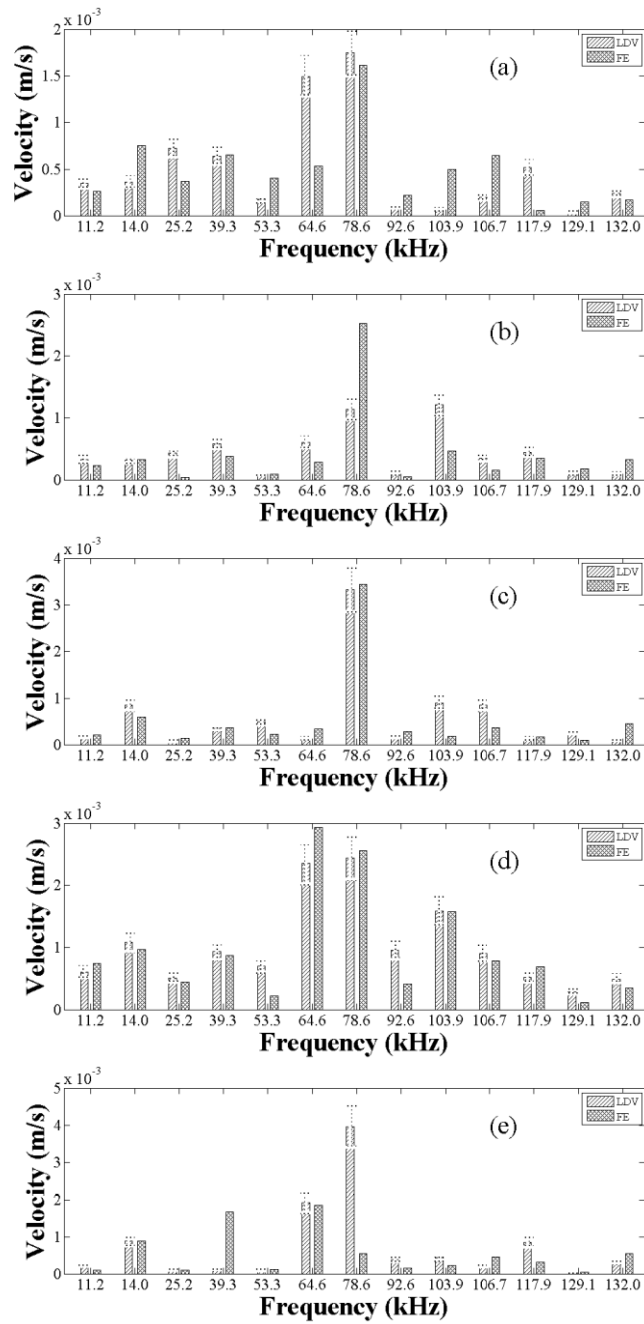 x 10^-3
2
(a)
LDV
FE
1.5
1
0.5
0
Velocity (m/s)
11.2 14.0 25.2 39.3 53.3 64.6 78.6 92.6 103.9 106.7 117.9 129.1 132.0
Frequency (kHz)
x 10^-3
3
(b)
LDV
FE
2
1
0
Velocity (m/s)
11.2 14.0 25.2 39.3 53.3 64.6 78.6 92.6 103.9 106.7 117.9 129.1 132.0
Frequency (kHz)
x 10^-3
4
(c)
LDV
FE
3
2
1
0
Velocity (m/s)
11.2 14.0 25.2 39.3 53.3 64.6 78.6 92.6 103.9 106.7 117.9 129.1 132.0
Frequency (kHz)
x 10^-3
3
(d)
LDV
FE
2
1
0
Velocity (m/s)
11.2 14.0 25.2 39.3 53.3 64.6 78.6 92.6 103.9 106.7 117.9 129.1 132.0
Frequency (kHz)
x 10^-3
5
(e)
LDV
FE
4
3
2
1
0
Velocity (m/s)
11.2 14.0 25.2 39.3 53.3 64.6 78.6 92.6 103.9 106.7 117.9 129.1 132.0
Frequency (kHz)